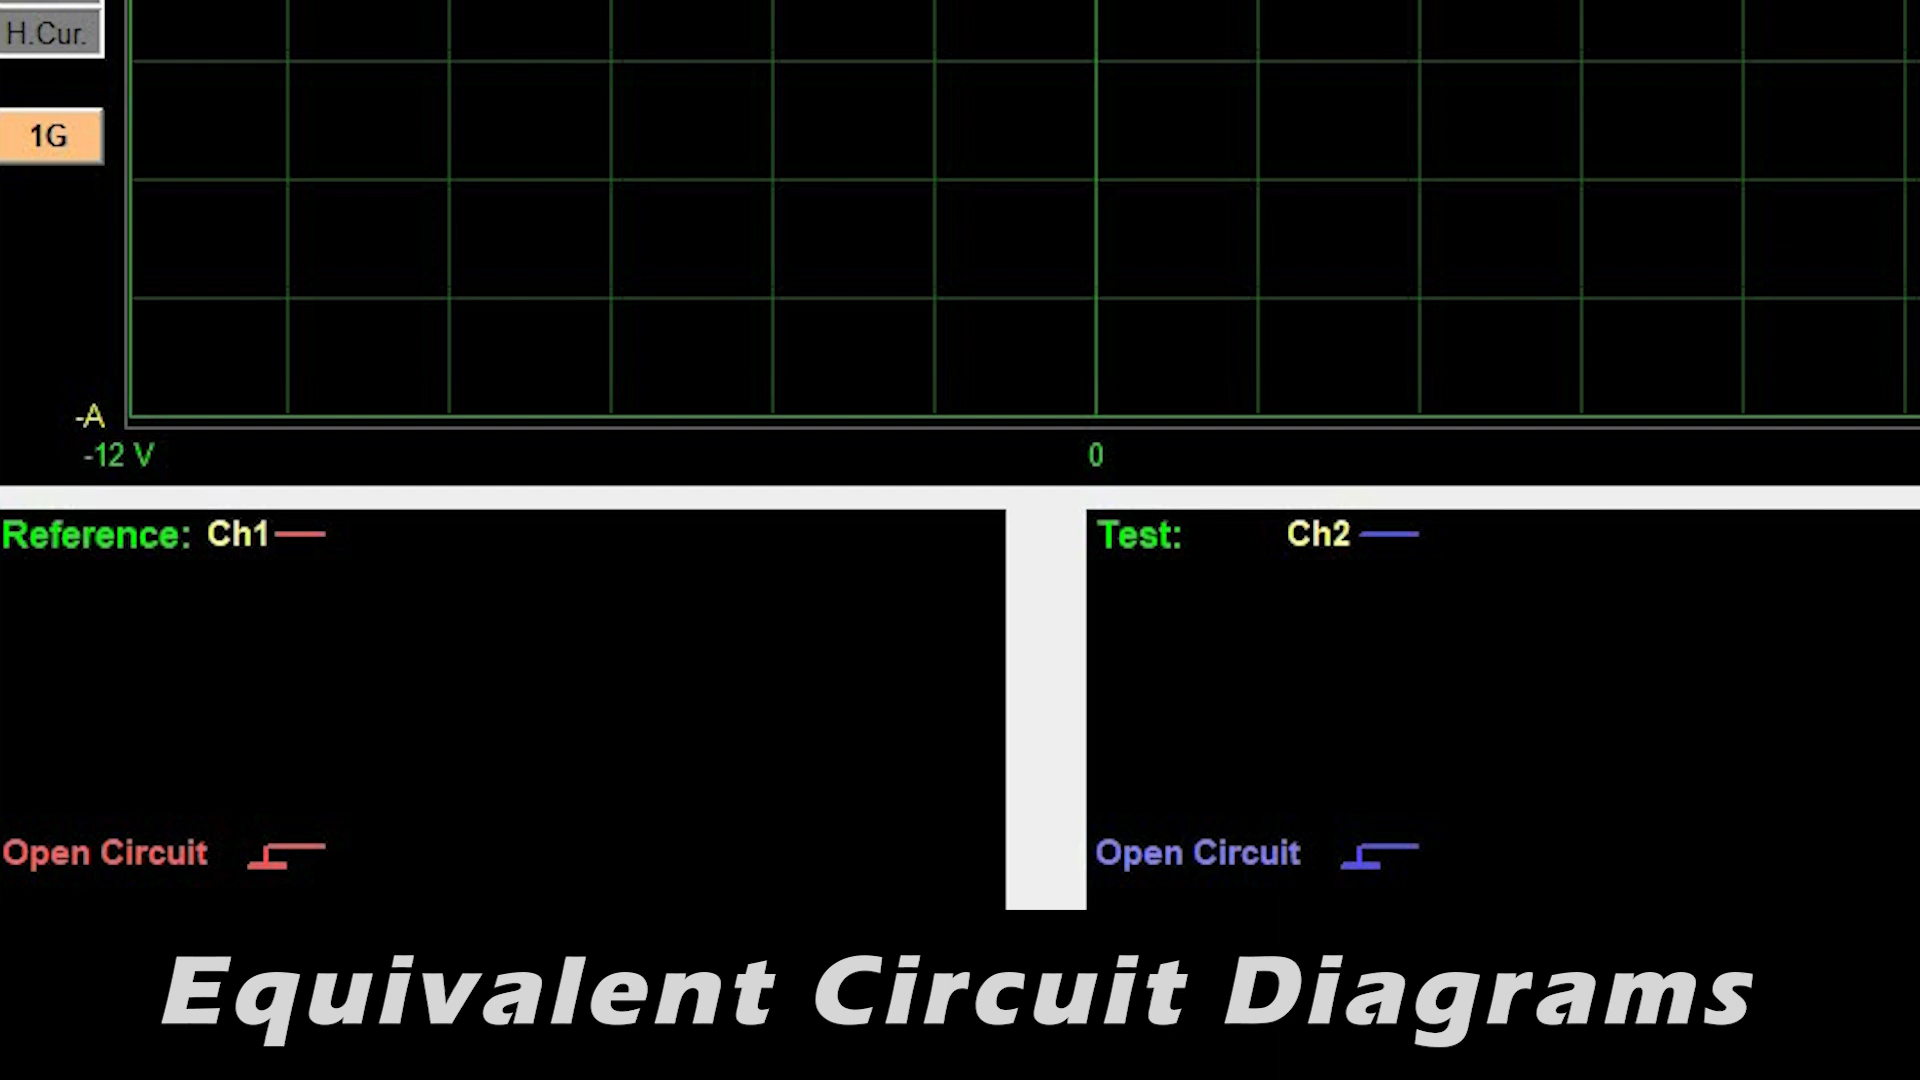 H.Cur.
1G
-A
-12 V 0
Reference: Ch1
Test: Ch2
Open Circuit
Open Circuit
Equivalent Circuit Diagrams